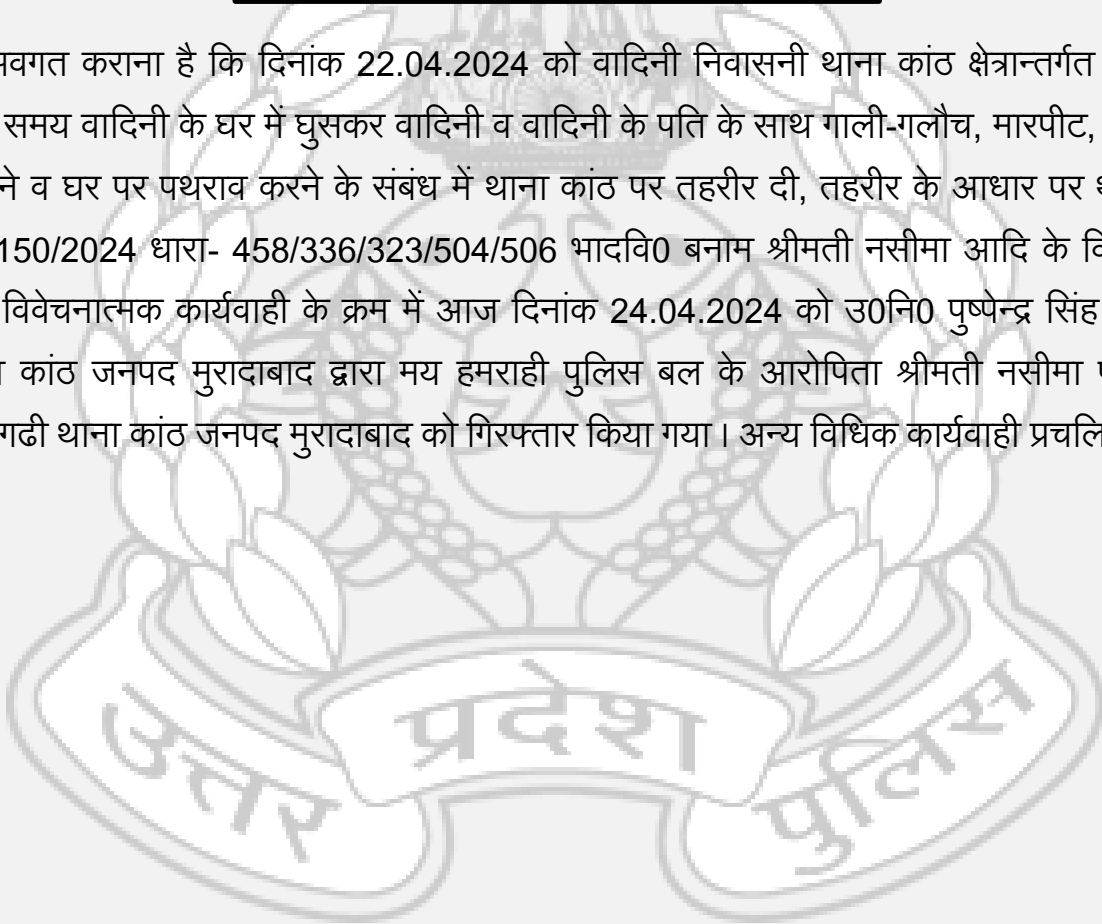 अवगत कराना है कि दिनांक 22.04.2024 को वादिनी निवासनी थाना कांठ क्षेत्रान्तर्गत
समय वादिनी के घर में घुसकर वादिनी व वादिनी के पति के साथ गाली-गलौच, मारपीट,
व घर पर पथराव करने के संबंध में थाना कांठ पर तहरीर दी, तहरीर के आधार पर
150/2024 धारा- 458/336/323/504/506 भादवि0 बनाम श्रीमती नसीमा आदि के
विवेचनात्मक कार्यवाही के क्रम में आज दिनांक 24.04.2024 को उ0नि0 पुष्पेन्द्र सिंह
कांठ जनपद मुरादाबाद द्वारा मय हमराही पुलिस बल के आरोपिता श्रीमती नसीमा
गढी थाना कांठ जनपद मुरादाबाद को गिरफ्तार किया गया। अन्य विधिक कार्यवाही
उत्तर प्रदेश पुलिस